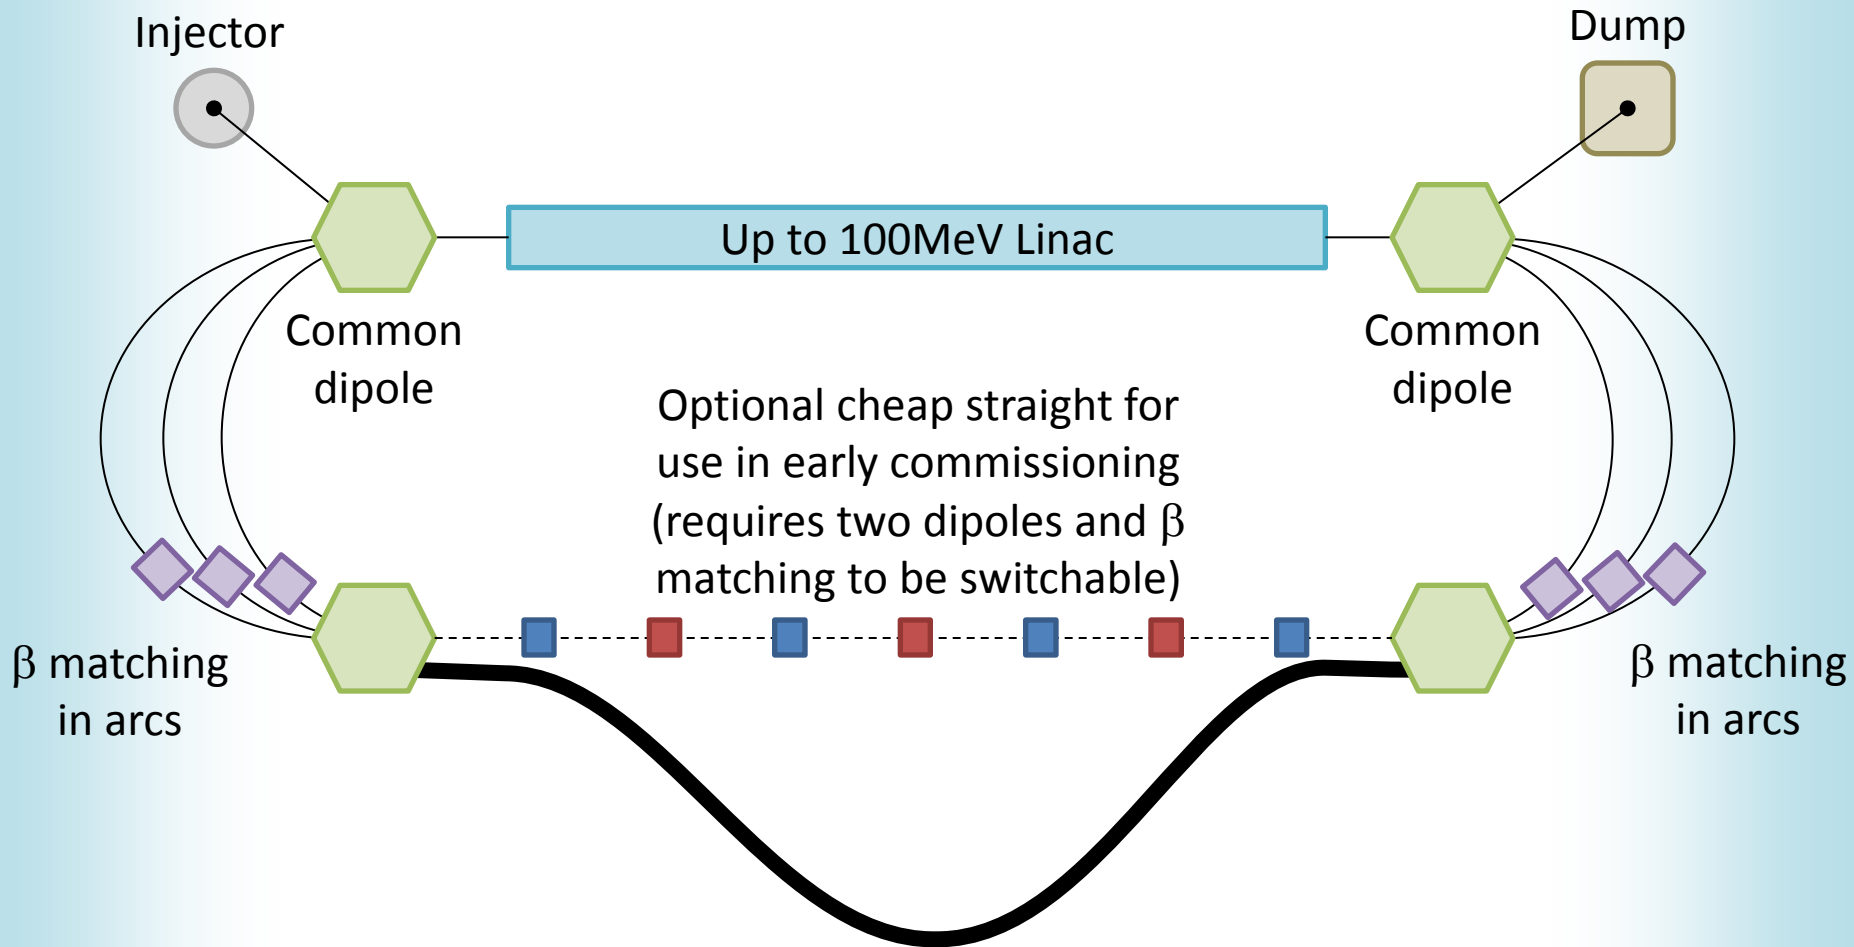 Injector
Dump
Up to 100MeV Linac
Common
dipole
Common
dipole
Optional cheap straight for
use in early commissioning
(requires two dipoles and β
matching to be switchable)
β matching
in arcs
β matching
in arcs